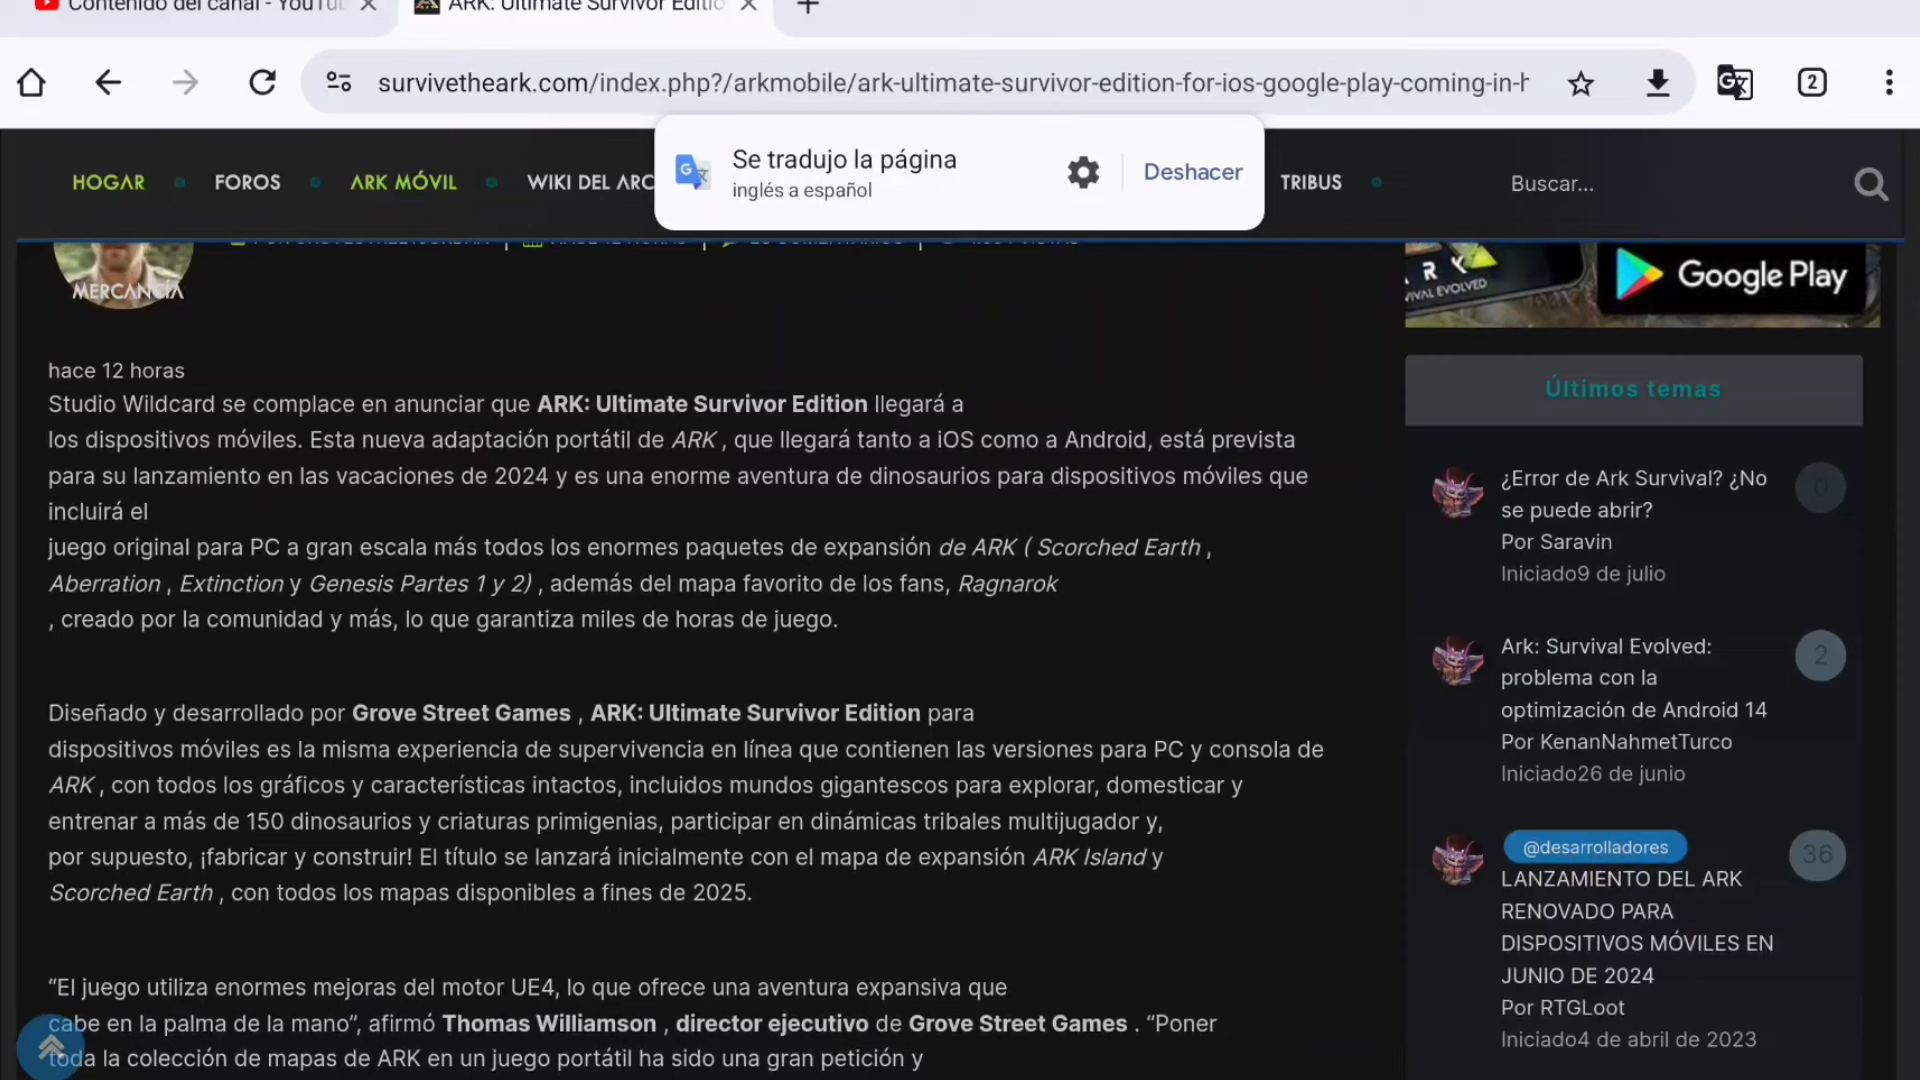 Contenido del canal - YouTub
ARK: Ultimate Survivor Editio
survivetheark.com/index.php?/arkmobile/ark-ultimate-survivor-edition-for-ios-google-play-coming-in-h
2
Se tradujo la página
inglés a español
Deshacer
HOGAR
FOROS
ARK MÓVIL
WIKI DEL ARC
TRIBUS
Buscar...
MERCANCÍA
ARK
VIVAL EVOLVED
Google Play
hace 12 horas
Studio Wildcard se complace en anunciar que ARK: Ultimate Survivor Edition llegará a
los dispositivos móviles. Esta nueva adaptación portátil de ARK , que llegará tanto a iOS como a Android, está prevista
para su lanzamiento en las vacaciones de 2024 y es una enorme aventura de dinosaurios para dispositivos móviles que
incluirá el
juego original para PC a gran escala más todos los enormes paquetes de expansión de ARK ( Scorched Earth ,
Aberration , Extinction y Genesis Partes 1 y 2) , además del mapa favorito de los fans, Ragnarok
, creado por la comunidad y más, lo que garantiza miles de horas de juego.
Diseñado y desarrollado por Grove Street Games , ARK: Ultimate Survivor Edition para
dispositivos móviles es la misma experiencia de supervivencia en línea que contienen las versiones para PC y consola de
ARK , con todos los gráficos y características intactos, incluidos mundos gigantescos para explorar, domesticar y
entrenar a más de 150 dinosaurios y criaturas primigenias, participar en dinámicas tribales multijugador y,
por supuesto, ¡fabricar y construir! El título se lanzará inicialmente con el mapa de expansión ARK Island y
Scorched Earth , con todos los mapas disponibles a fines de 2025.
“El juego utiliza enormes mejoras del motor UE4, lo que ofrece una aventura expansiva que
cabe en la palma de la mano”, afirmó Thomas Williamson , director ejecutivo de Grove Street Games . “Poner
toda la colección de mapas de ARK en un juego portátil ha sido una gran petición y
Últimos temas
¿Error de Ark Survival? ¿No
se puede abrir?
0
Por Saravin
Iniciado9 de julio
Ark: Survival Evolved:
problema con la
optimización de Android 14
2
Por KenanNahmetTurco
Iniciado26 de junio
@desarrolladores
36
LANZAMIENTO DEL ARK
RENOVADO PARA
DISPOSITIVOS MÓVILES EN
JUNIO DE 2024
Por RTGLoot
Iniciado4 de abril de 2023